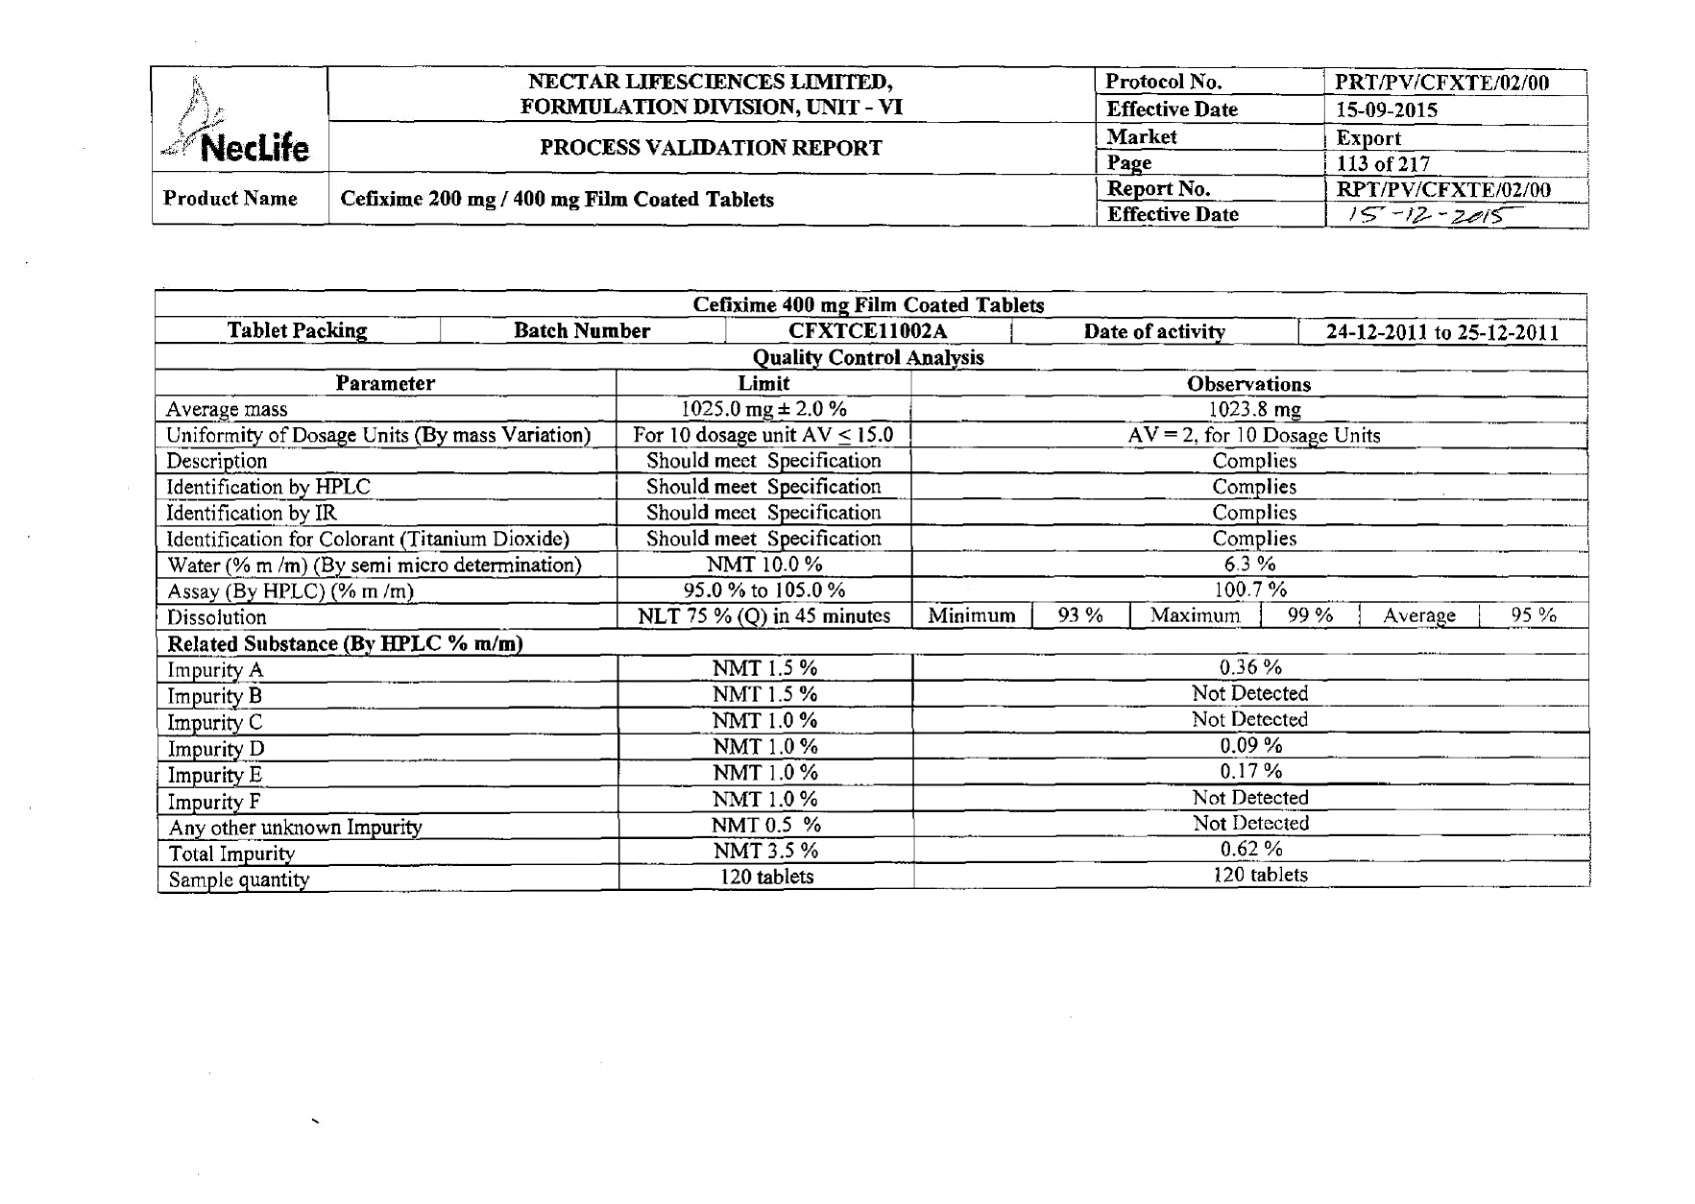 NecLife
NECTAR LIFESCIENCES LIMITED,
FORMULATION DIVISION, UNIT - VI
PROCESS VALIDATION REPORT
Protocol No. PRT/PV/CFXTE/02/00
Effective Date 15-09-2015
Market Export
Page 113 of 217
Product Name Cefixime 200 mg / 400 mg Film Coated Tablets
Report No. RPT/PV/CFXTE/02/00
Effective Date 15-12-2015
Cefixime 400 mg Film Coated Tablets
Tablet Packing Batch Number CFXTCE11002A Date of activity 24-12-2011 to 25-12-2011
Quality Control Analysis
Parameter Limit Observations
Average mass 1025.0 mg ± 2.0 % 1023.8 mg
Uniformity of Dosage Units (By mass Variation) For 10 dosage unit AV ≤ 15.0 AV = 2, for 10 Dosage Units
Description Should meet Specification Complies
Identification by HPLC Should meet Specification Complies
Identification by IR Should meet Specification Complies
Identification for Colorant (Titanium Dioxide) Should meet Specification Complies
Water (% m /m) (By semi micro determination) NMT 10.0 % 6.3 %
Assay (By HPLC) (% m /m) 95.0 % to 105.0 % 100.7 %
Dissolution NLT 75 % (Q) in 45 minutes Minimum 93 % Maximum 99 % Average 95 %
Related Substance (By HPLC % m/m)
Impurity A NMT 1.5 % 0.36 %
Impurity B NMT 1.5 % Not Detected
Impurity C NMT 1.0 % Not Detected
Impurity D NMT 1.0 % 0.09 %
Impurity E NMT 1.0 % 0.17 %
Impurity F NMT 1.0 % Not Detected
Any other unknown Impurity NMT 0.5 % Not Detected
Total Impurity NMT 3.5 % 0.62 %
Sample quantity 120 tablets 120 tablets